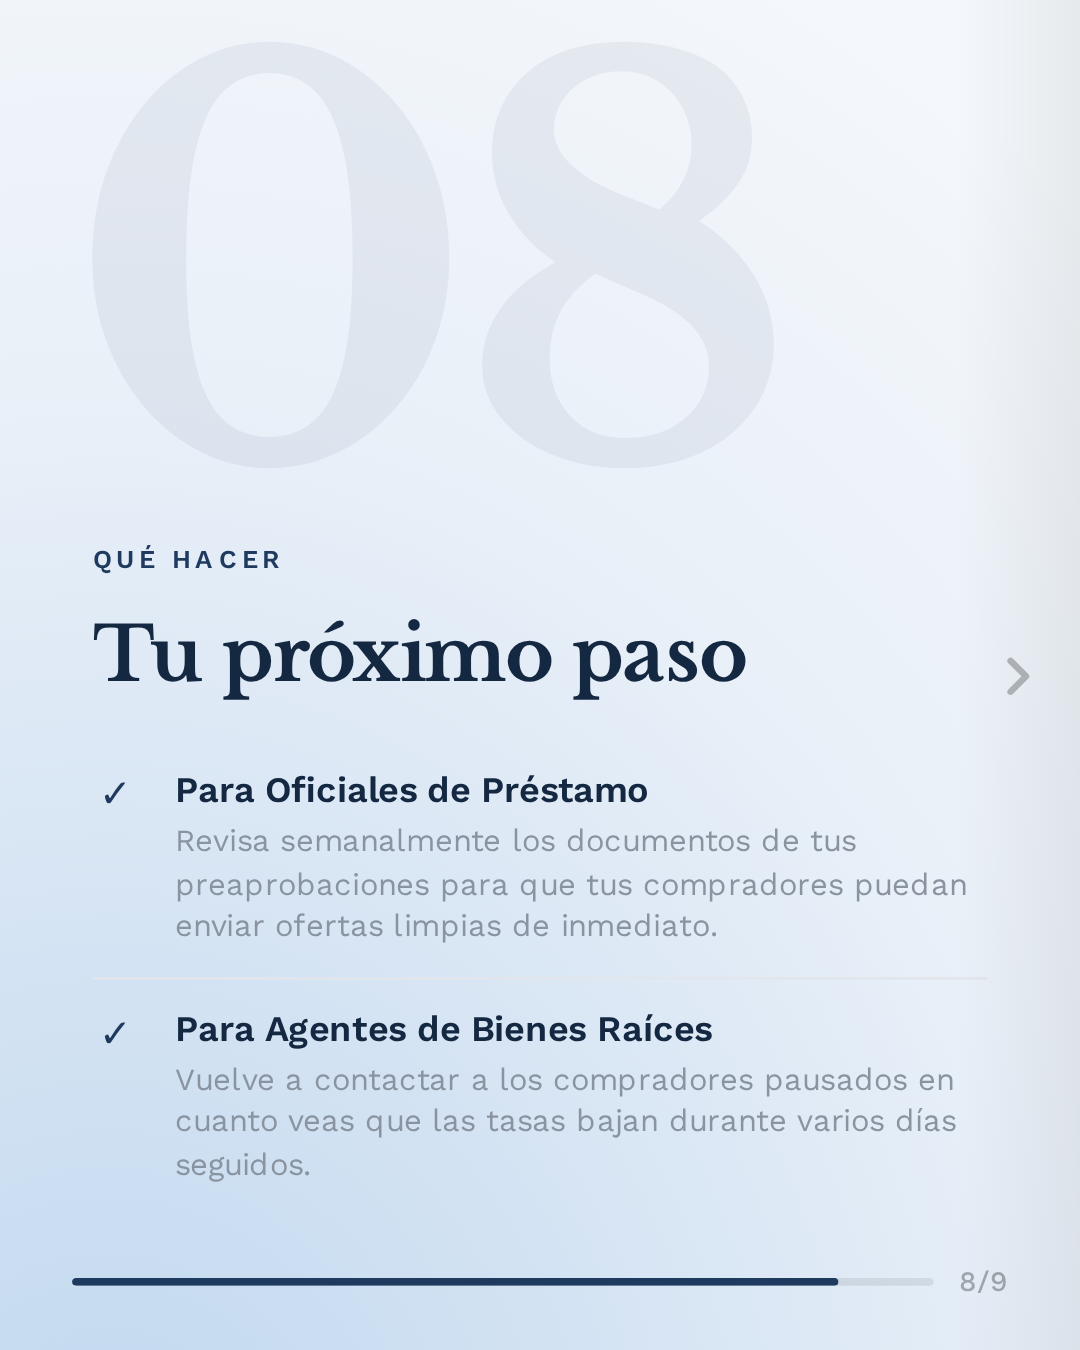 08
QUÉ HACER
Tu próximo paso
✓ Para Oficiales de Préstamo
Revisa semanalmente los documentos de tus
preaprobaciones para que tus compradores puedan
enviar ofertas limpias de inmediato.
✓ Para Agentes de Bienes Raíces
Vuelve a contactar a los compradores pausados en
cuanto veas que las tasas bajan durante varios días
seguidos.
8/9